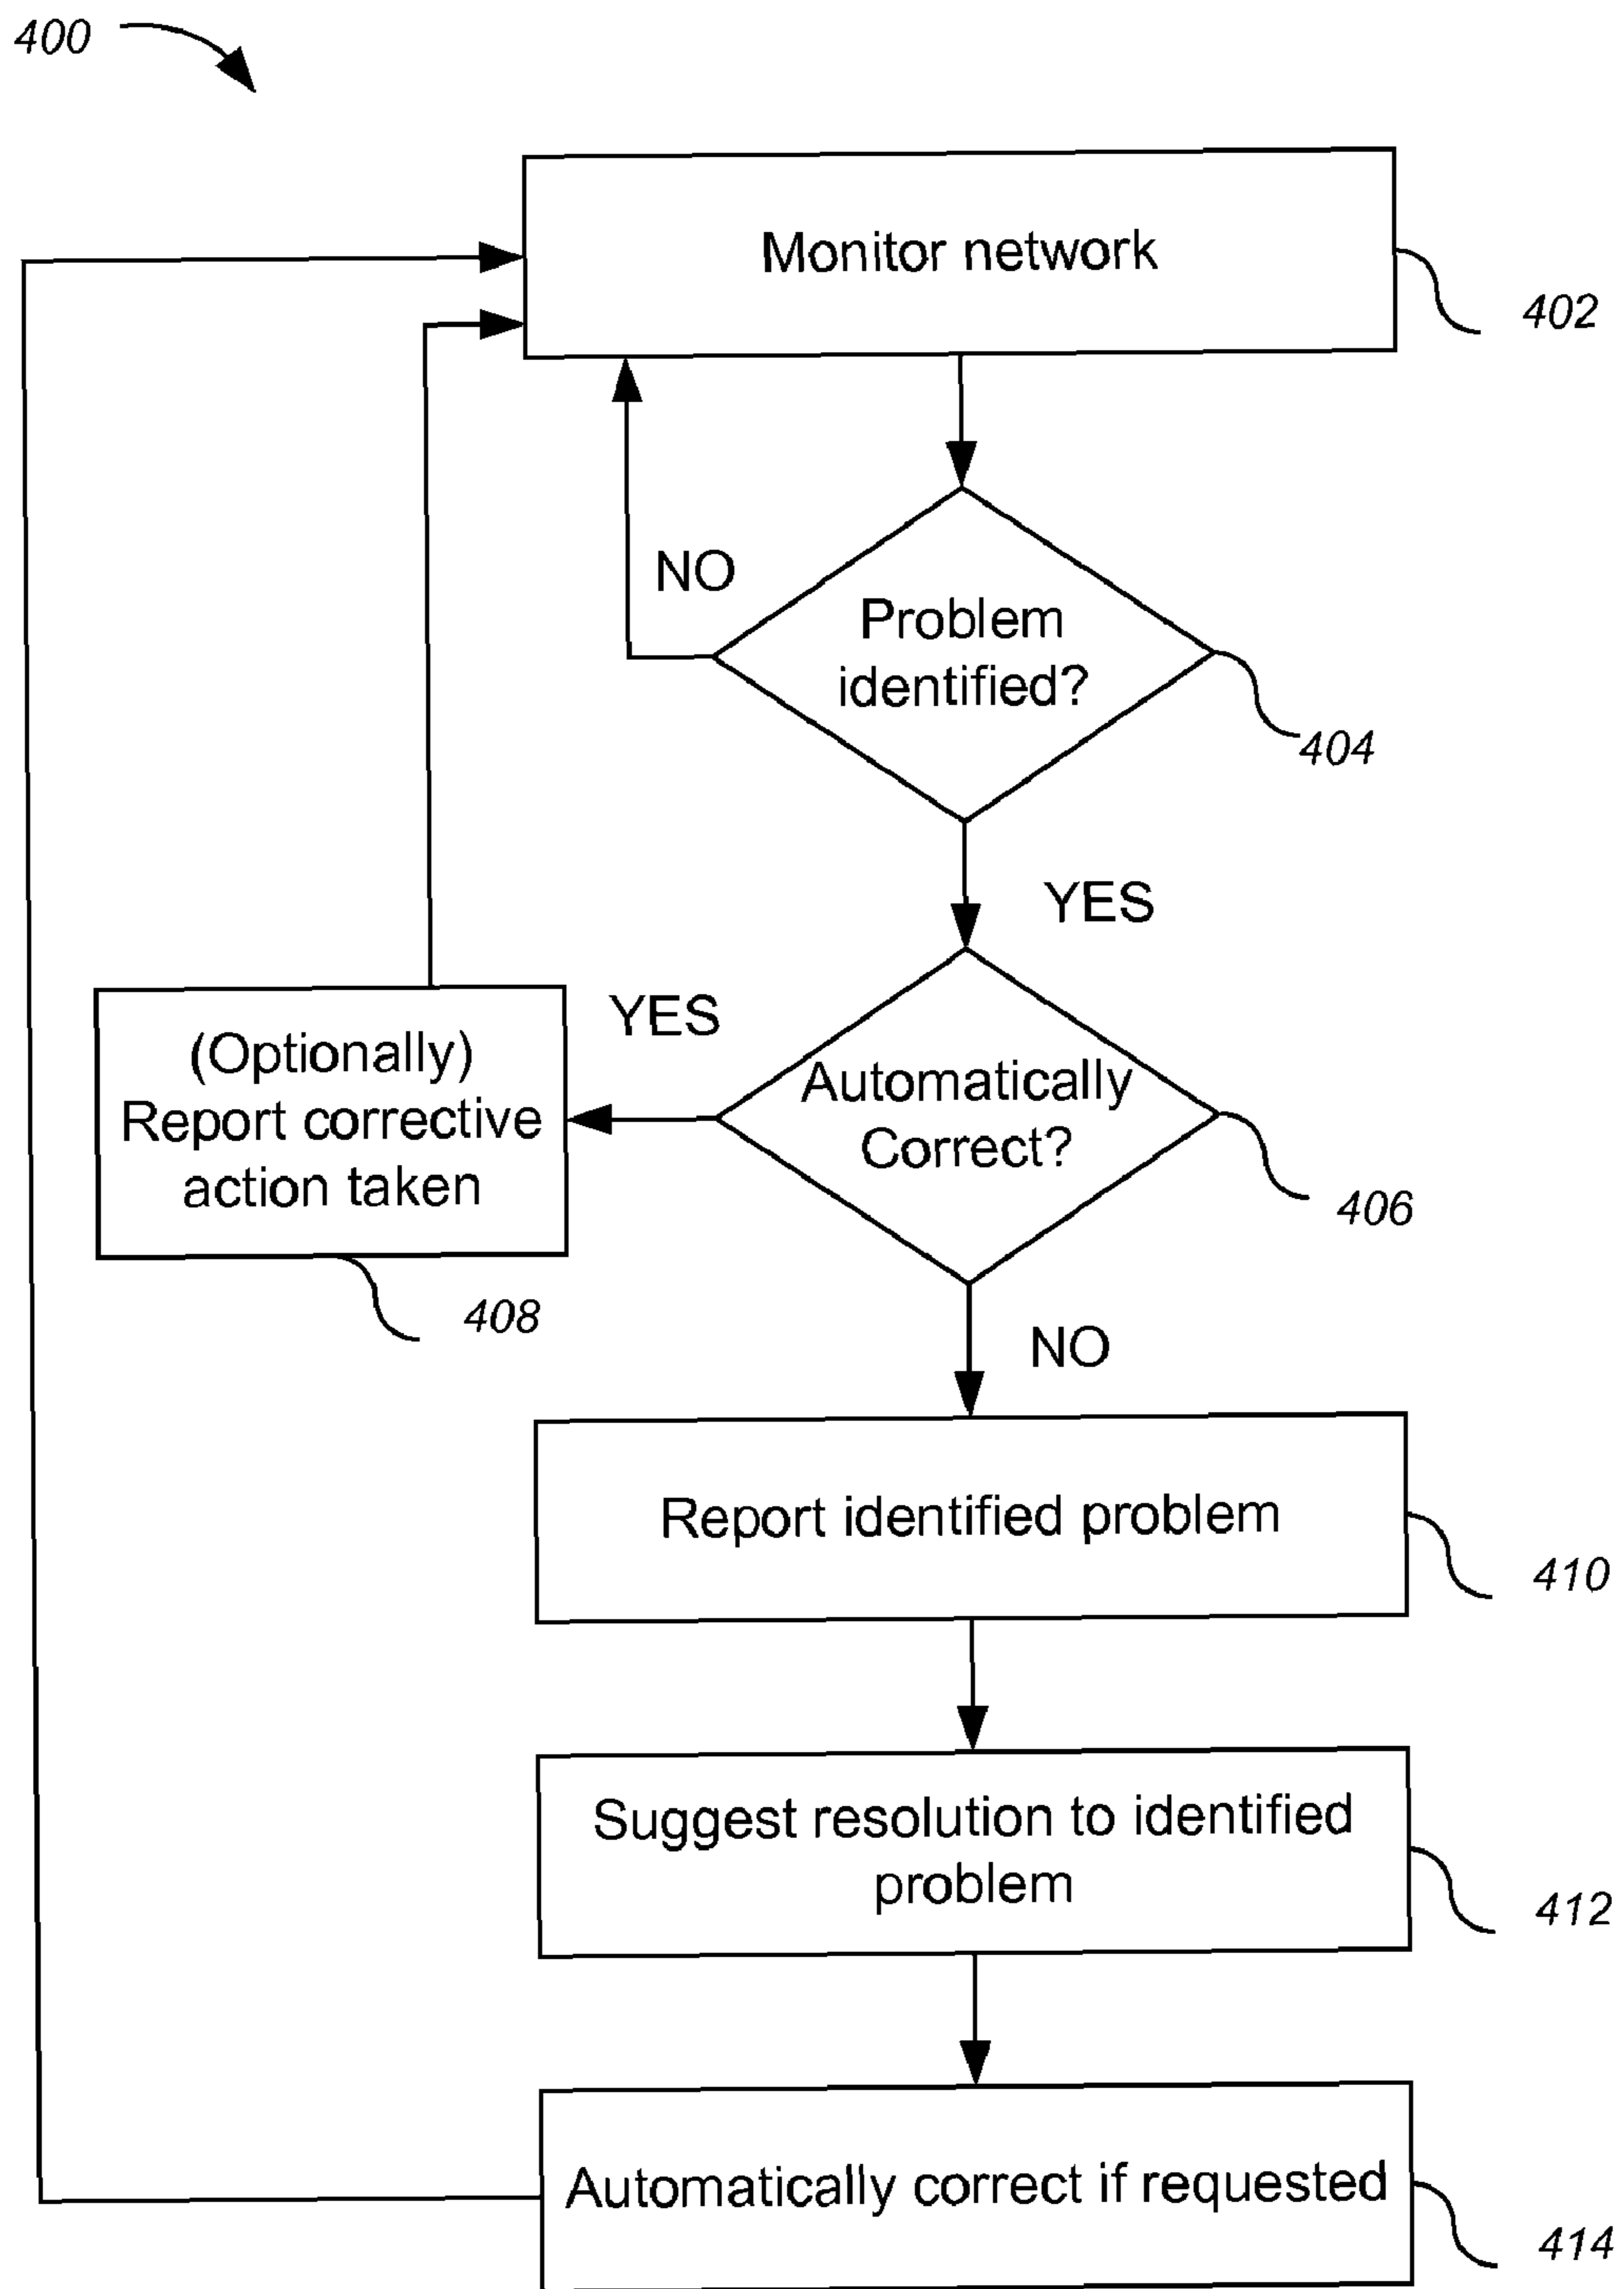 400
Monitor network
402
NO
Problem
identified?
404
YES
YES
(Optionally)
Report corrective
action taken
Automatically
Correct?
406
408
NO
Report identified problem
410
Suggest resolution to identified
problem
412
Automatically correct if requested
414